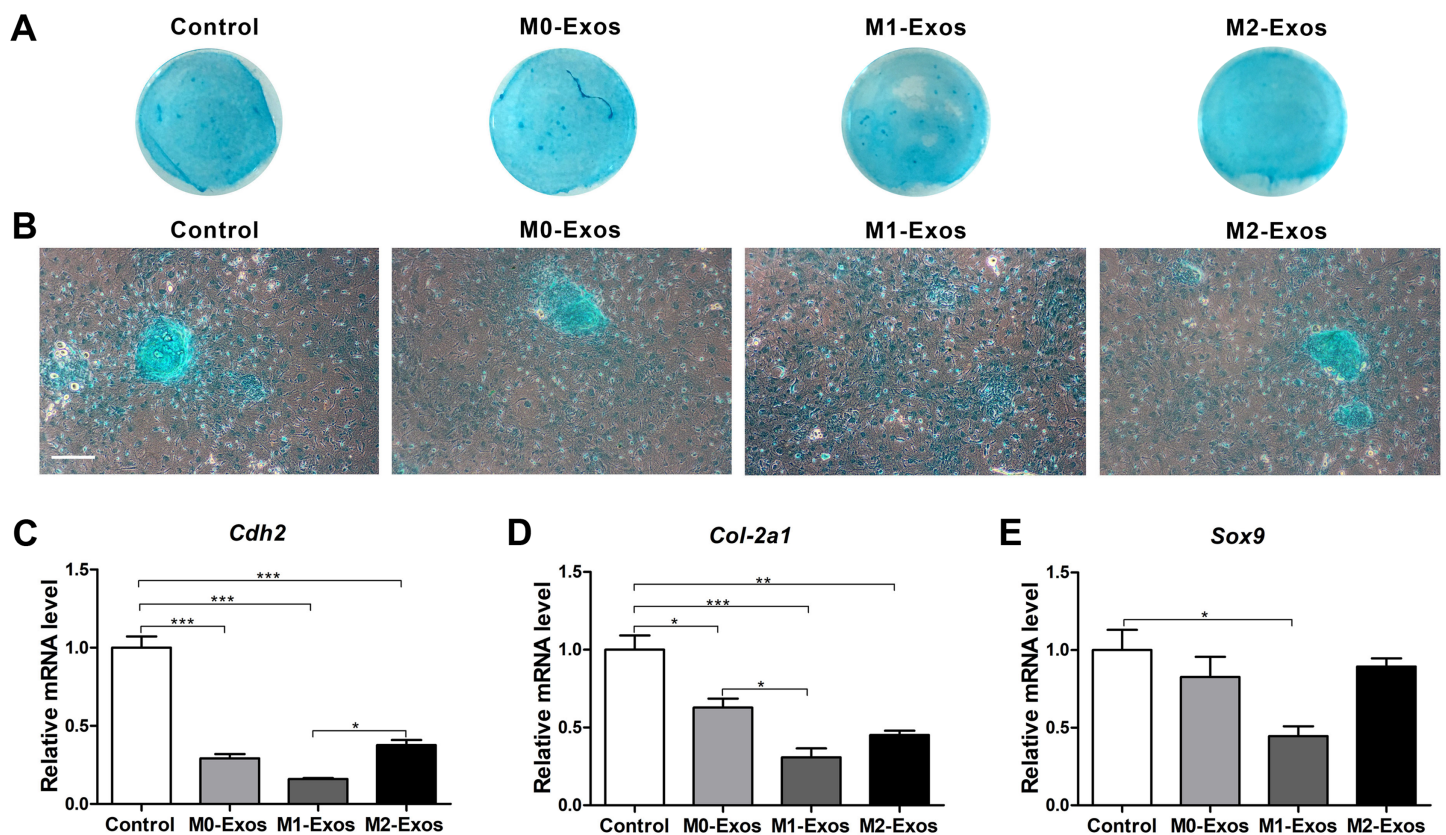 A
Control M0-Exos M1-Exos M2-Exos
B
Control M0-Exos M1-Exos M2-Exos
C Cdh2
Relative mRNA level
1.5
1.0
0.5
0.0
***
***
***
*
Control M0-Exos M1-Exos M2-Exos
D Col-2a1
Relative mRNA level
1.5
1.0
0.5
0.0
**
***
*
*
Control M0-Exos M1-Exos M2-Exos
E Sox9
Relative mRNA level
1.5
1.0
0.5
0.0
*
Control M0-Exos M1-Exos M2-Exos